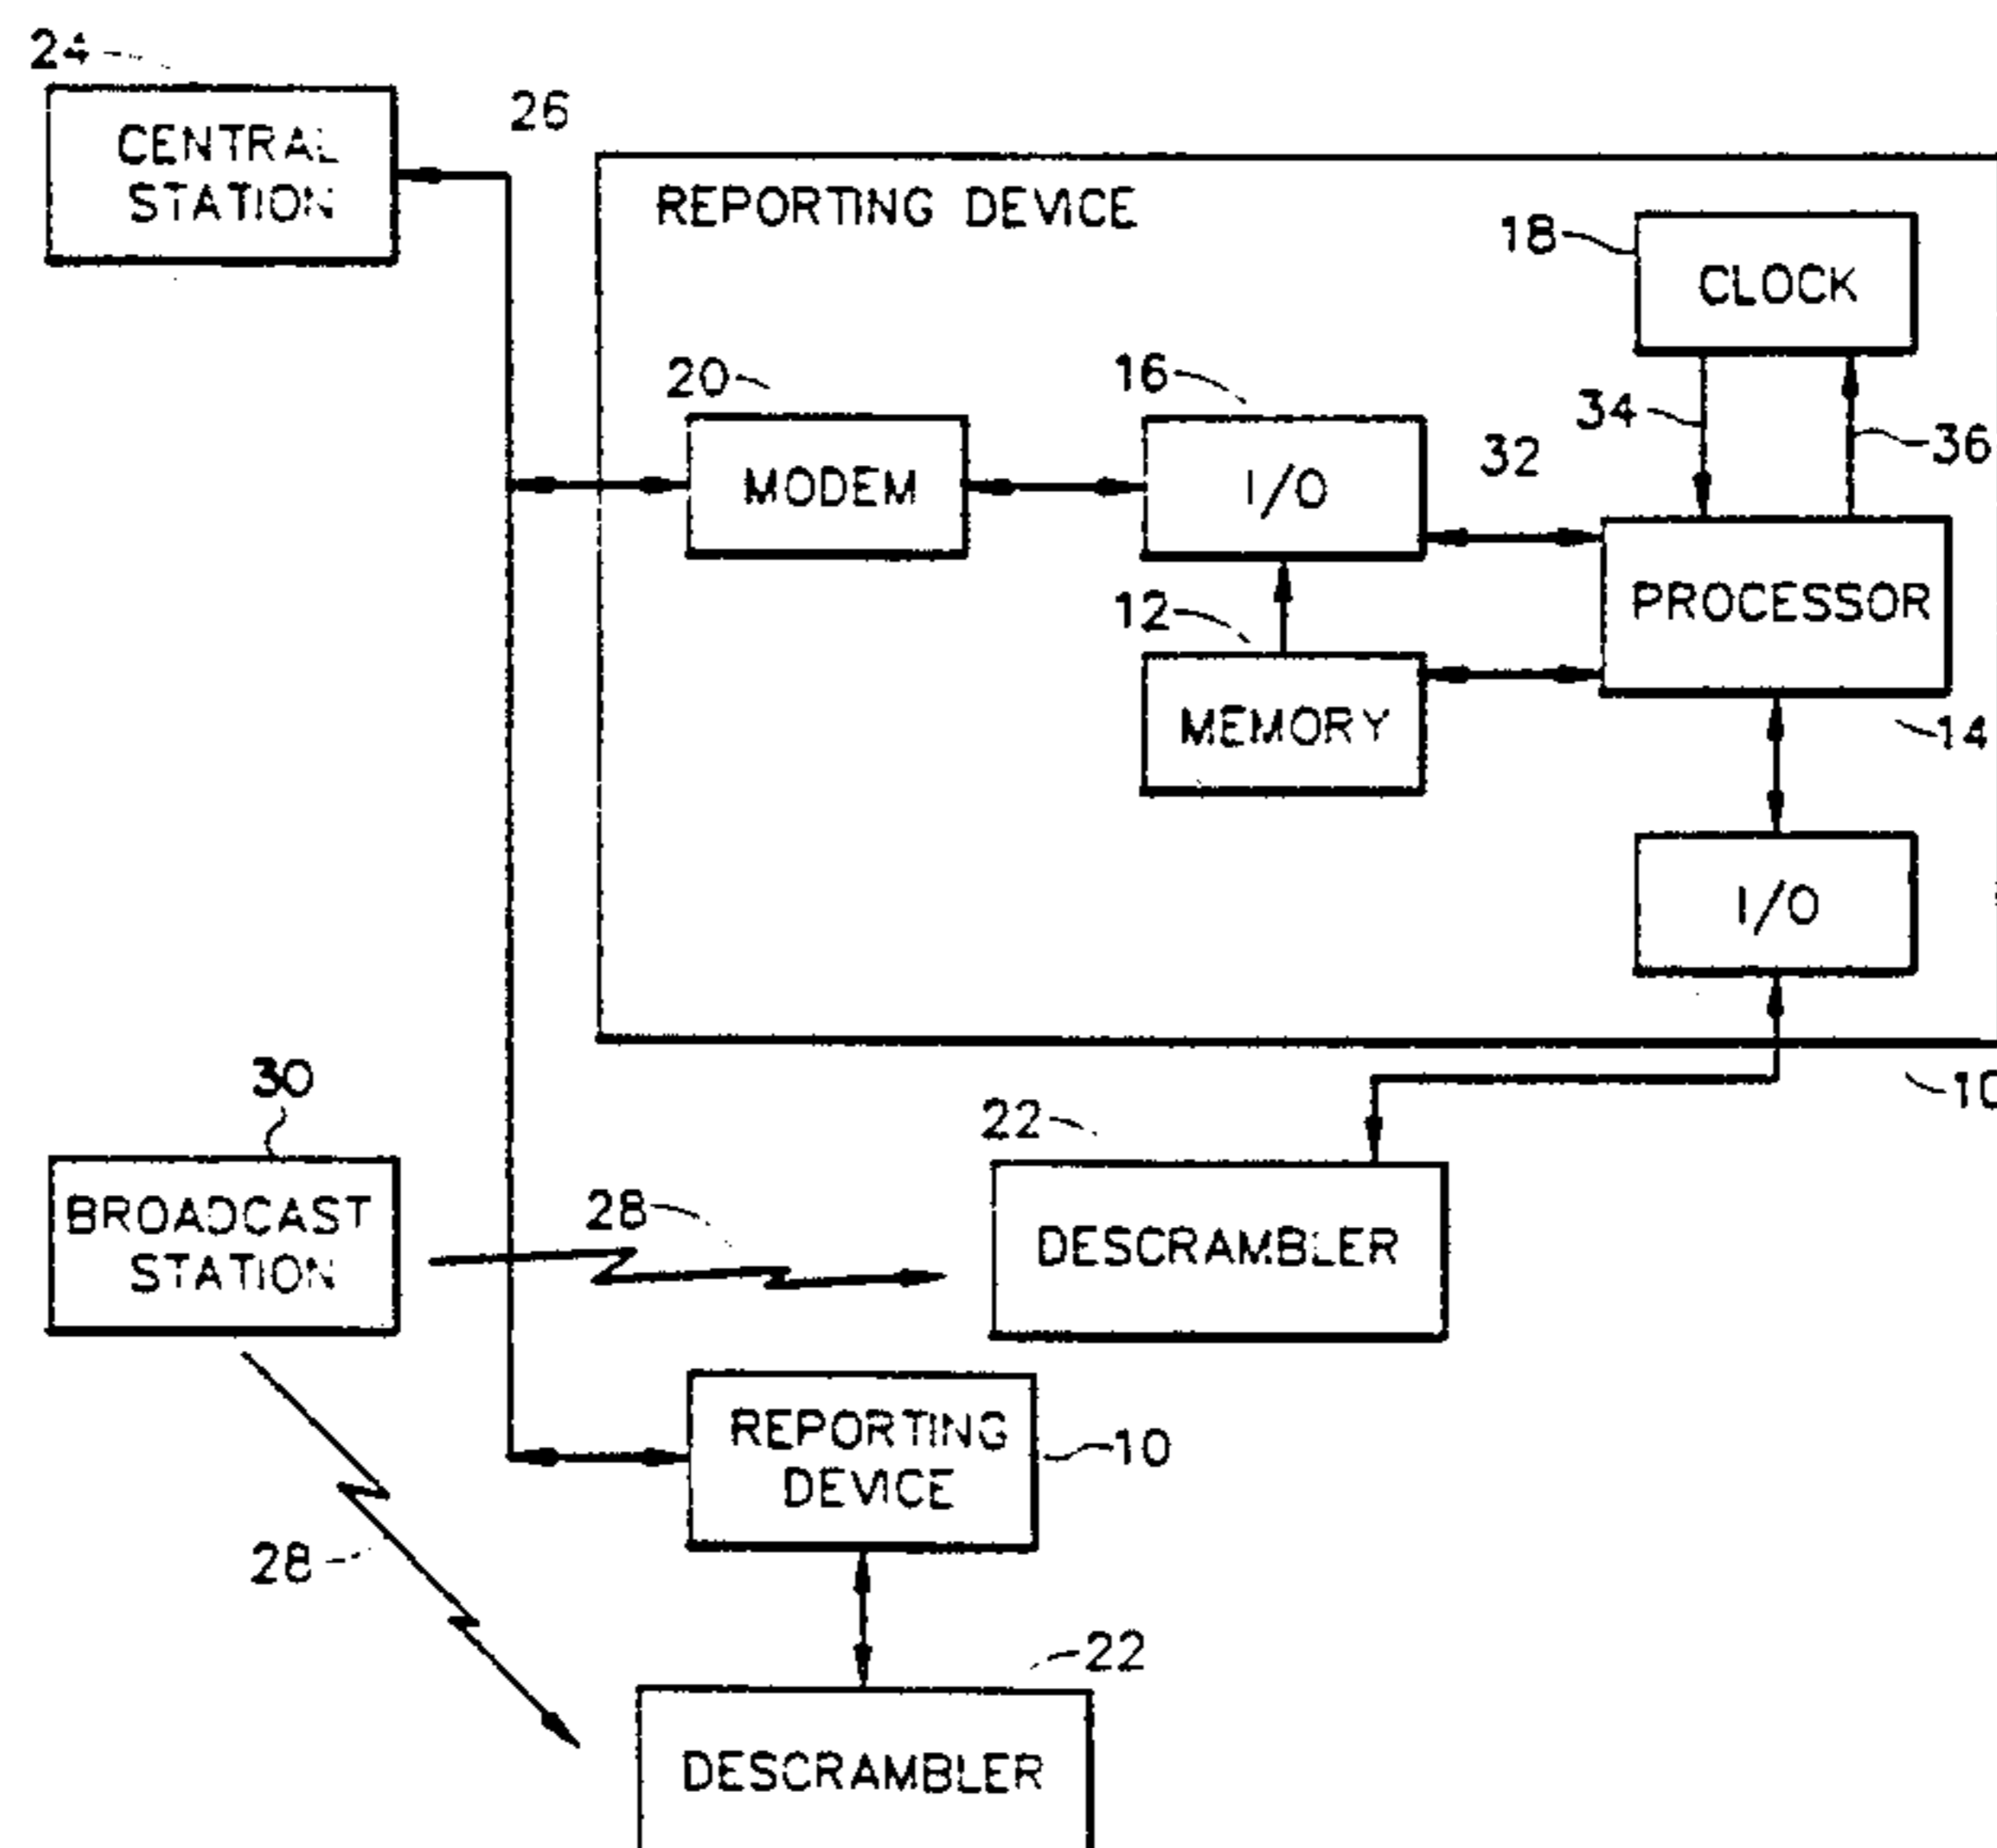 24
CENTRAL
STATION
26
REPORTING DEVICE
18
CLOCK
20
16
34
32
36
MODEM
I/O
PROCESSOR
12
MEMORY
14
I/O
10
30
BROADCAST
STATION
28
22
DESCRAMBLER
REPORTING
DEVICE
10
28
22
DESCRAMBLER